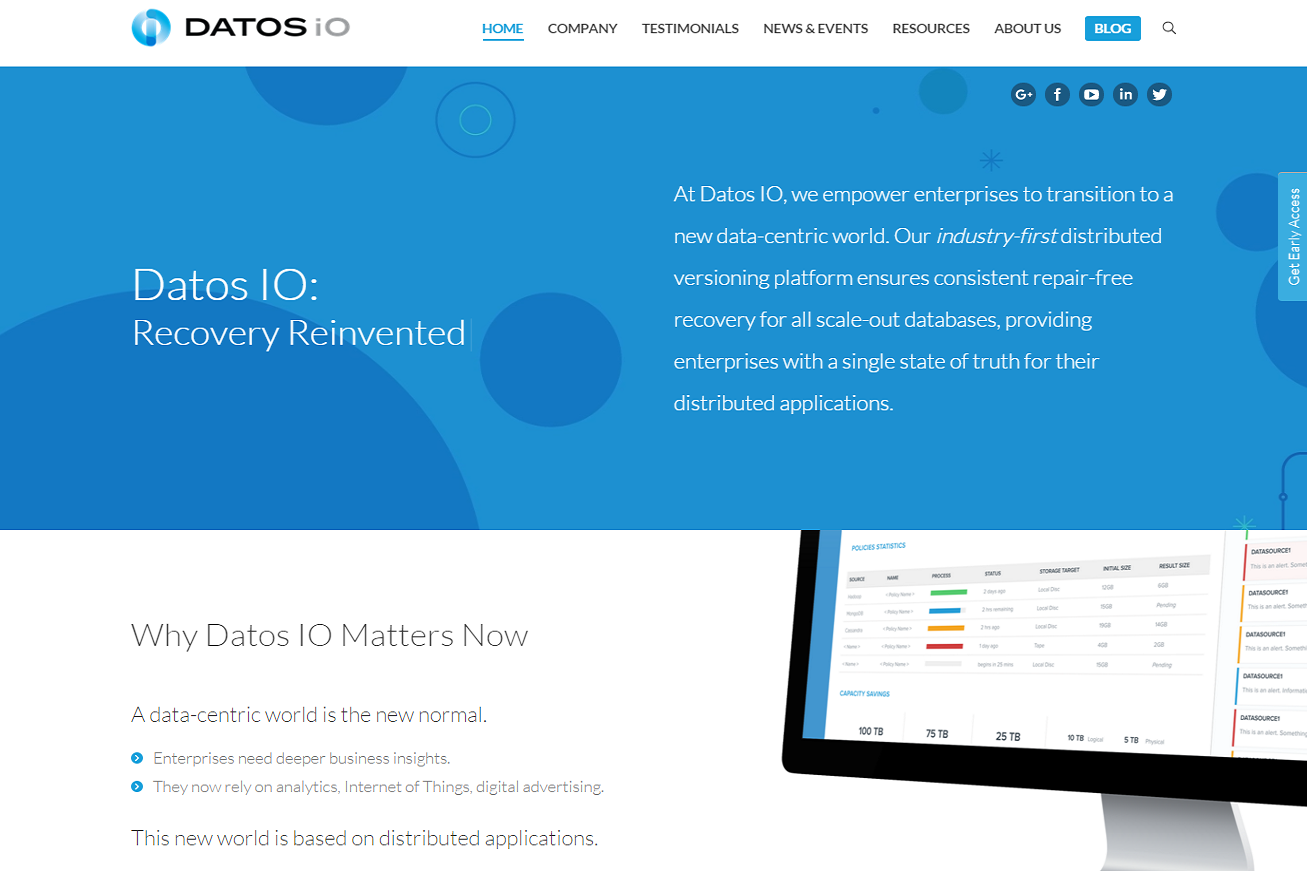 DATOS iO
HOME COMPANY TESTIMONIALS NEWS & EVENTS RESOURCES ABOUT US BLOG
G+ f in
Get Early Access
Datos IO:
Recovery Reinvented
At Datos IO, we empower enterprises to transition to a
new data-centric world. Our industry-first distributed
versioning platform ensures consistent repair-free
recovery for all scale-out databases, providing
enterprises with a single state of truth for their
distributed applications.
Why Datos IO Matters Now
A data-centric world is the new normal.
Enterprises need deeper business insights.
They now rely on analytics, Internet of Things, digital advertising.
This new world is based on distributed applications.
POLICIES STATISTICS
SOURCE NAME PROCESS STATUS STORAGE TARGET INITIAL SIZE RESULT SIZE
Hadoop <Policy Name> 2 days ago Local Disc 12GB 6GB
MongoDB <Policy Name> 2 hrs remaining Local Disc 15GB Pending
Cassandra <Policy Name> 2 hrs ago Local Disc 19GB 14GB
<Name> <Policy Name> 1 day ago Tape 4GB 2GB
<Name> <Policy Name> begins in 25 mins Local Disc 15GB Pending
CAPACITY SAVINGS
100 TB 75 TB 25 TB 10 TB Logical 5 TB Physical
DATASOURCE1
This is an alert. Somet
DATASOURCE1
This is an alert. Someth
DATASOURCE1
This is an alert. Someth
DATASOURCE1
This is an alert. Informati
DATASOURCE1
This is an alert. Something